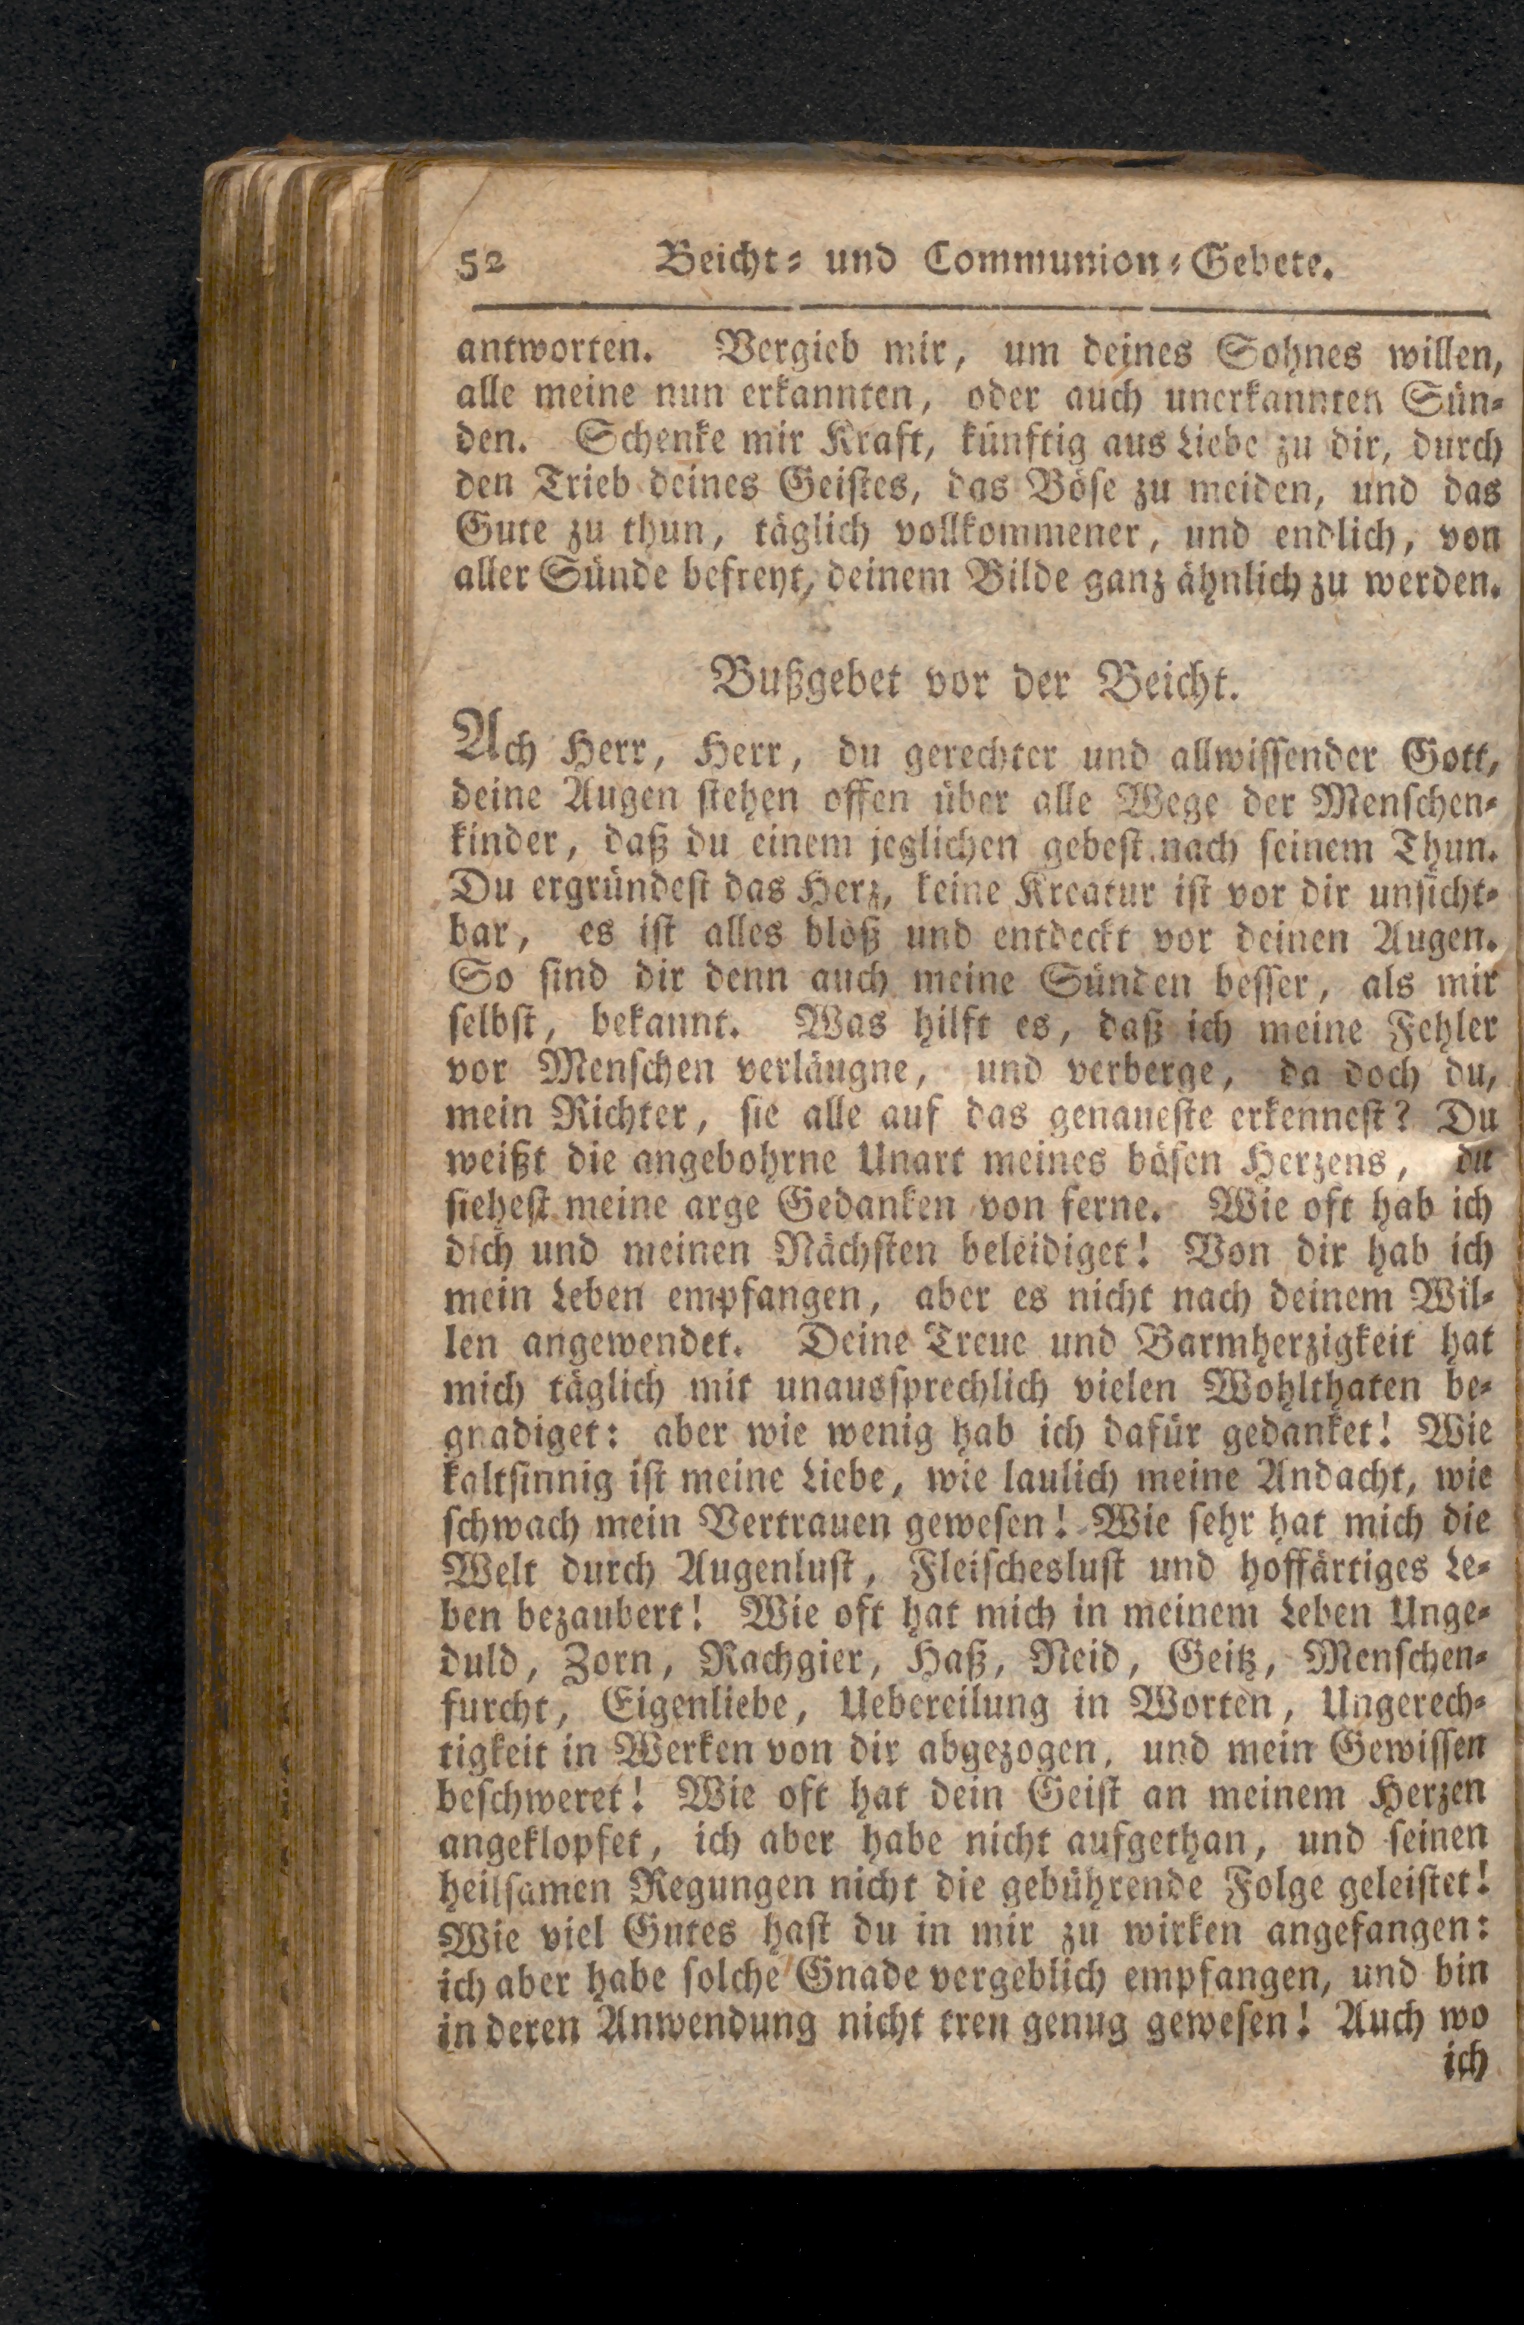 52 Beicht- und Communion-Gebete.
antworten. Vergieb mir, um deines Sohnes willen,
alle meine nun erkannten, oder auch unerkannten Sün-
den. Schenke mir Kraft, künftig aus Liebe zu dir, durch
den Trieb deines Geistes, das Böse zu meiden, und das
Gute zu thun, täglich vollkommener, und endlich, von
aller Sünde befreyt, deinem Bilde ganz ähnlich zu werden.
Bußgebet vor der Beicht.
Ach Herr, Herr, du gerechter und allwissender Gott,
deine Augen stehen offen über alle Wege der Menschen-
kinder, daß du einem jeglichen gebest nach seinem Thun.
Du ergründest das Herz, keine Kreatur ist vor dir unsicht-
bar, es ist alles bloß und entdeckt vor deinen Augen.
So sind dir denn auch meine Sünden besser, als mir
selbst, bekannt. Was hilft es, daß ich meine Fehler
vor Menschen verläugne, und verberge, da doch du,
mein Richter, sie alle auf das genaueste erkennest? Du
weißt die angebohrne Unart meines bösen Herzens, du
siehest meine arge Gedanken von ferne. Wie oft hab ich
dich und meinen Nächsten beleidiget! Von dir hab ich
mein Leben empfangen, aber es nicht nach deinem Wil-
len angewendet. Deine Treue und Barmherzigkeit hat
mich täglich mit unaussprechlich vielen Wohlthaten be-
gnadiget: aber wie wenig hab ich dafür gedanket! Wie
kaltsinnig ist meine Liebe, wie laulich meine Andacht, wie
schwach mein Vertrauen gewesen! Wie sehr hat mich die
Welt durch Augenlust, Fleischeslust und hoffärtiges Le-
ben bezaubert! Wie oft hat mich in meinem Leben Unge-
duld, Zorn, Rachgier, Haß, Neid, Geitz, Menschen-
furcht, Eigenliebe, Uebereilung in Worten, Ungerech-
tigkeit in Werken von dir abgezogen, und mein Gewissen
beschweret! Wie oft hat dein Geist an meinem Herzen
angeklopfet, ich aber habe nicht aufgethan, und seinen
heilsamen Regungen nicht die gebührende Folge geleistet!
Wie viel Gutes hast du in mir zu wirken angefangen:
ich aber habe solche Gnade vergeblich empfangen, und bin
in deren Anwendung nicht treu genug gewesen! Auch wo
ich